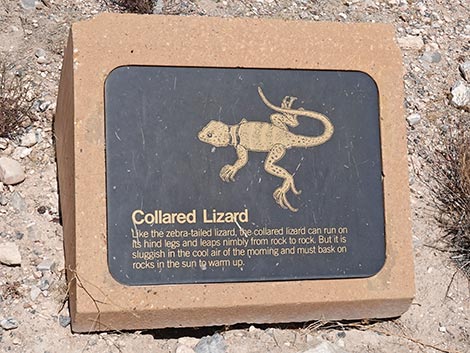 Collared Lizard
Like the zebra-tailed lizard, the collared lizard can run on
its hind legs and leaps nimbly from rock to rock. But it is
sluggish in the cool air of the morning and must bask on
rocks in the sun to warm up.